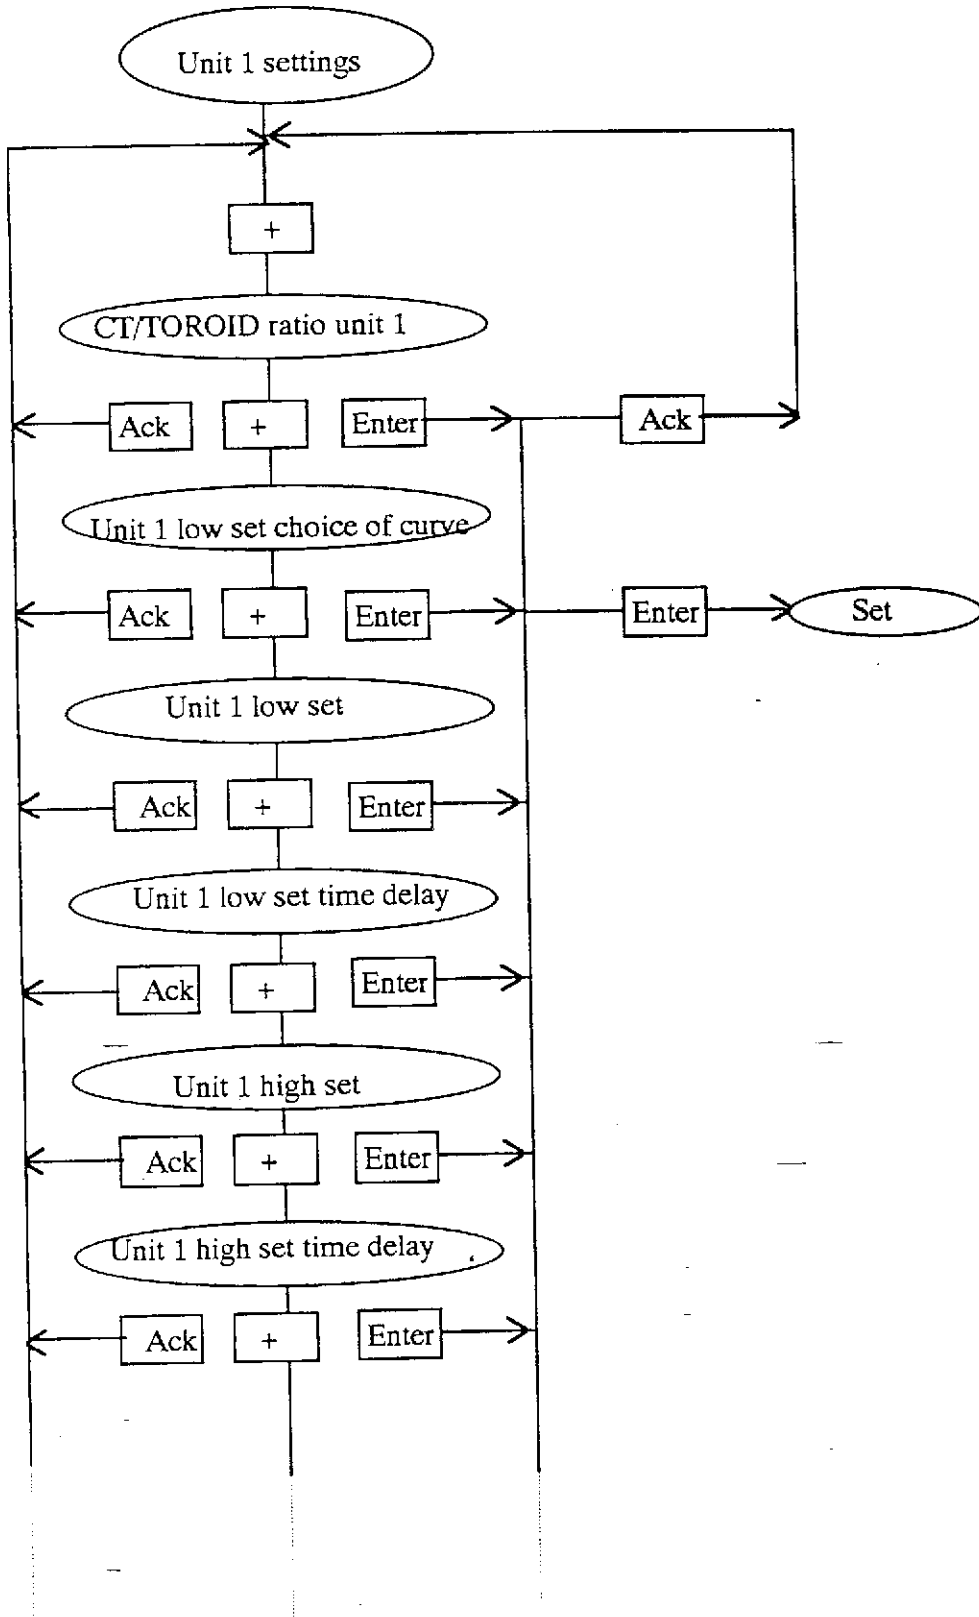 Unit 1 settings
+
CT/TOROID ratio unit 1
Ack + Enter Ack
Unit 1 low set choice of curve
Ack + Enter Enter Set
Unit 1 low set
Ack + Enter
Unit 1 low set time delay
Ack + Enter
Unit 1 high set
Ack + Enter
Unit 1 high set time delay
Ack + Enter